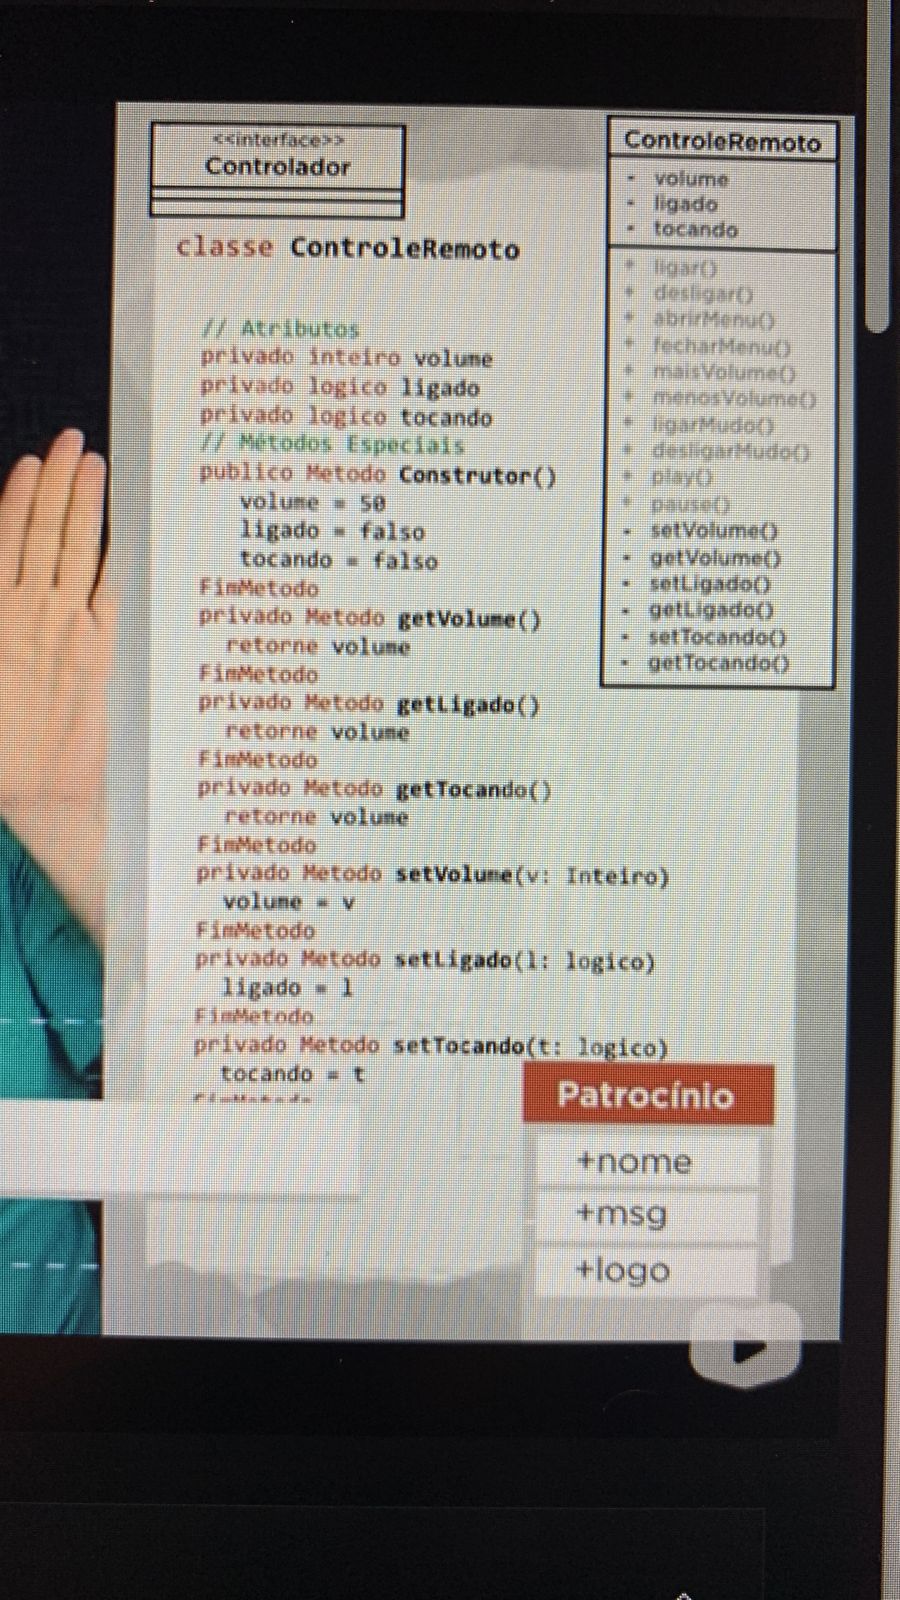 <<interface>>
Controlador
classe ControleRemoto
// Atributos
privado inteiro volume
privado logico ligado
privado logico tocando
// Métodos Especiais
publico Metodo Construtor()
volume = 50
ligado = falso
tocando = falso
FimMetodo
privado Metodo getVolume()
retorne volume
FimMetodo
privado Metodo getLigado()
retorne volume
FimMetodo
privado Metodo getTocando()
retorne volume
FimMetodo
privado Metodo setVolume(v: Inteiro)
volume = v
FimMetodo
privado Metodo setLigado(l: logico)
ligado = l
FimMetodo
privado Metodo setTocando(t: logico)
tocando = t
FimMetodo
ControleRemoto
- volume
- ligado
- tocando
+ ligar()
+ desligar()
+ abrirMenu()
+ fecharMenu()
+ maisVolume()
+ menosVolume()
+ ligarMudo()
+ desligarMudo()
+ play()
+ pause()
- setVolume()
- getVolume()
- setLigado()
- getLigado()
- setTocando()
- getTocando()
Patrocínio
+nome
+msg
+logo